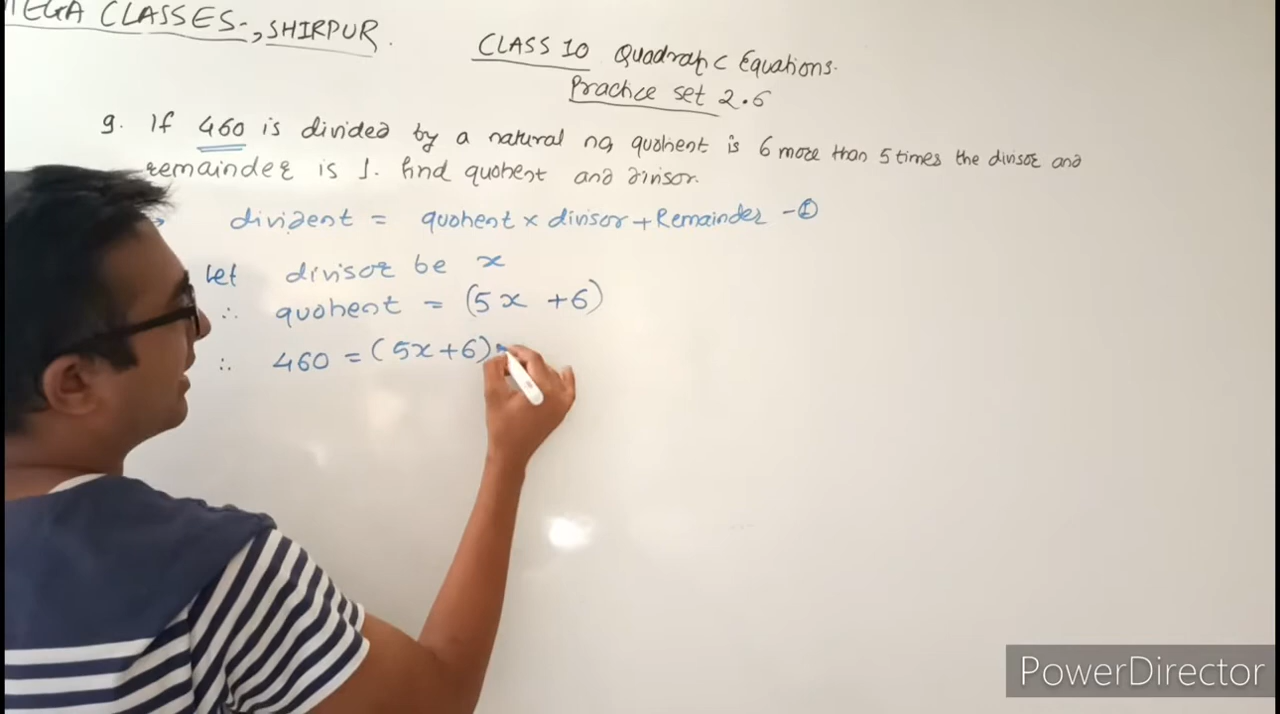 TEGA CLASSES-, SHIRPUR.
CLASS 10 Quadratic Equations.
Practice set 2.6
9. If 460 is divided by a natural no, quotient is 6 more than 5 times the divisor and
remainder is 1. find quotient and divisor.
divident = quotient × divisor + Remainder - ①
Let divisor be x
∴ quotient = (5x + 6)
∴ 460 = (5x + 6)
PowerDirector